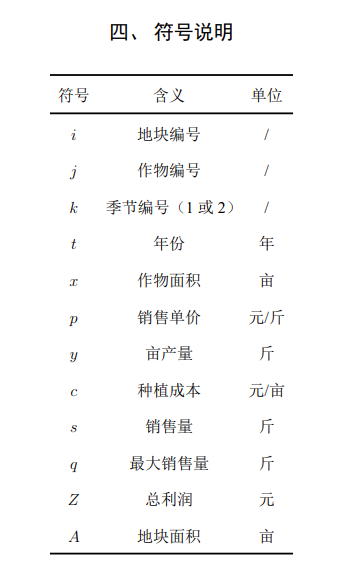 四、 符号说明
符号 含义 单位
i 地块编号 /
j 作物编号 /
k 季节编号（1 或 2） /
t 年份 年
x 作物面积 亩
p 销售单价 元/斤
y 亩产量 斤
c 种植成本 元/亩
s 销售量 斤
q 最大销售量 斤
Z 总利润 元
A 地块面积 亩